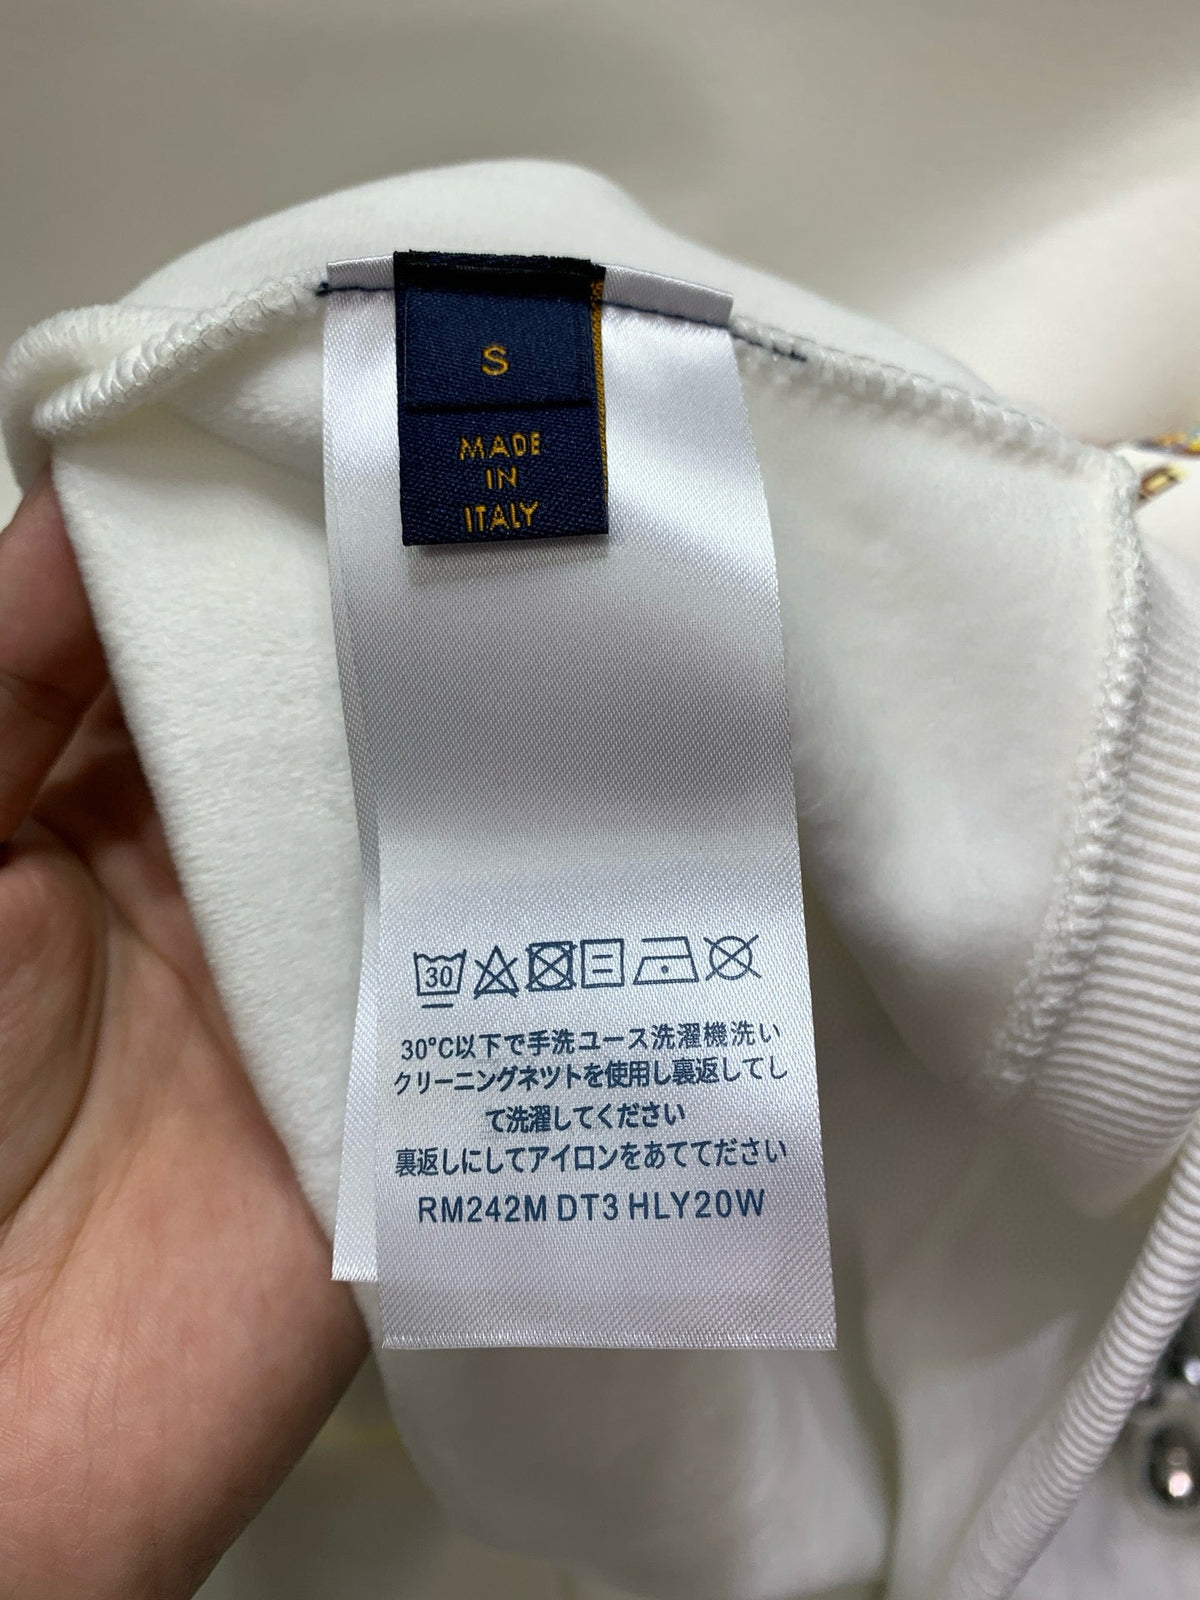 S
MADE
IN
ITALY
30
30°C以下で手洗ユース洗濯機洗い
クリーニングネツトを使用し裏返してし
て洗濯してください
裏返しにしてアイロンをあててださい
RM242M DT3 HLY20W